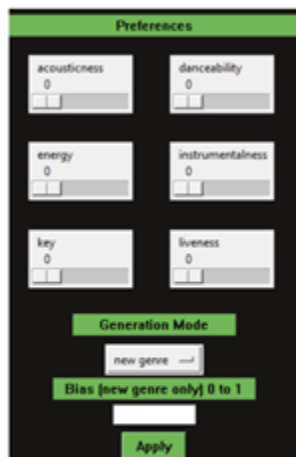 Preferences
acousticness
0
danceability
0
energy
0
instrumentalness
0
key
0
liveness
0
Generation Mode
new genre
Bias (new genre only) 0 to 1
Apply